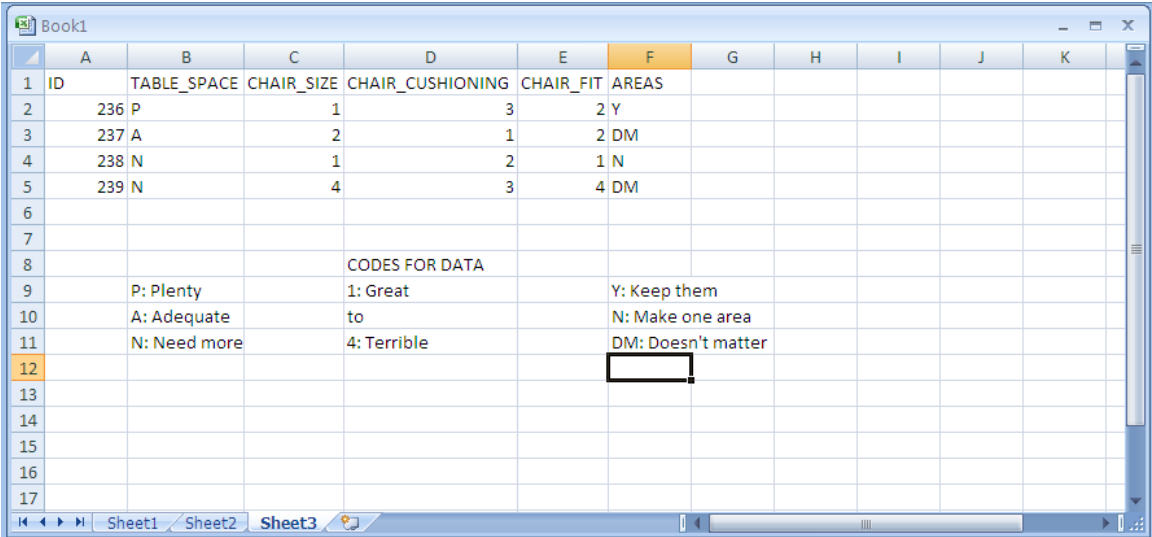 Book1
A B C D E F G H I J K
1 ID TABLE_SPACE CHAIR_SIZE CHAIR_CUSHIONING CHAIR_FIT AREAS
2 236 P 1 3 2 Y
3 237 A 2 1 2 DM
4 238 N 1 2 1 N
5 239 N 4 3 4 DM
6
7
8 CODES FOR DATA
9 P: Plenty 1: Great Y: Keep them
10 A: Adequate to N: Make one area
11 N: Need more 4: Terrible DM: Doesn't matter
12
13
14
15
16
17
Sheet1 Sheet2 Sheet3